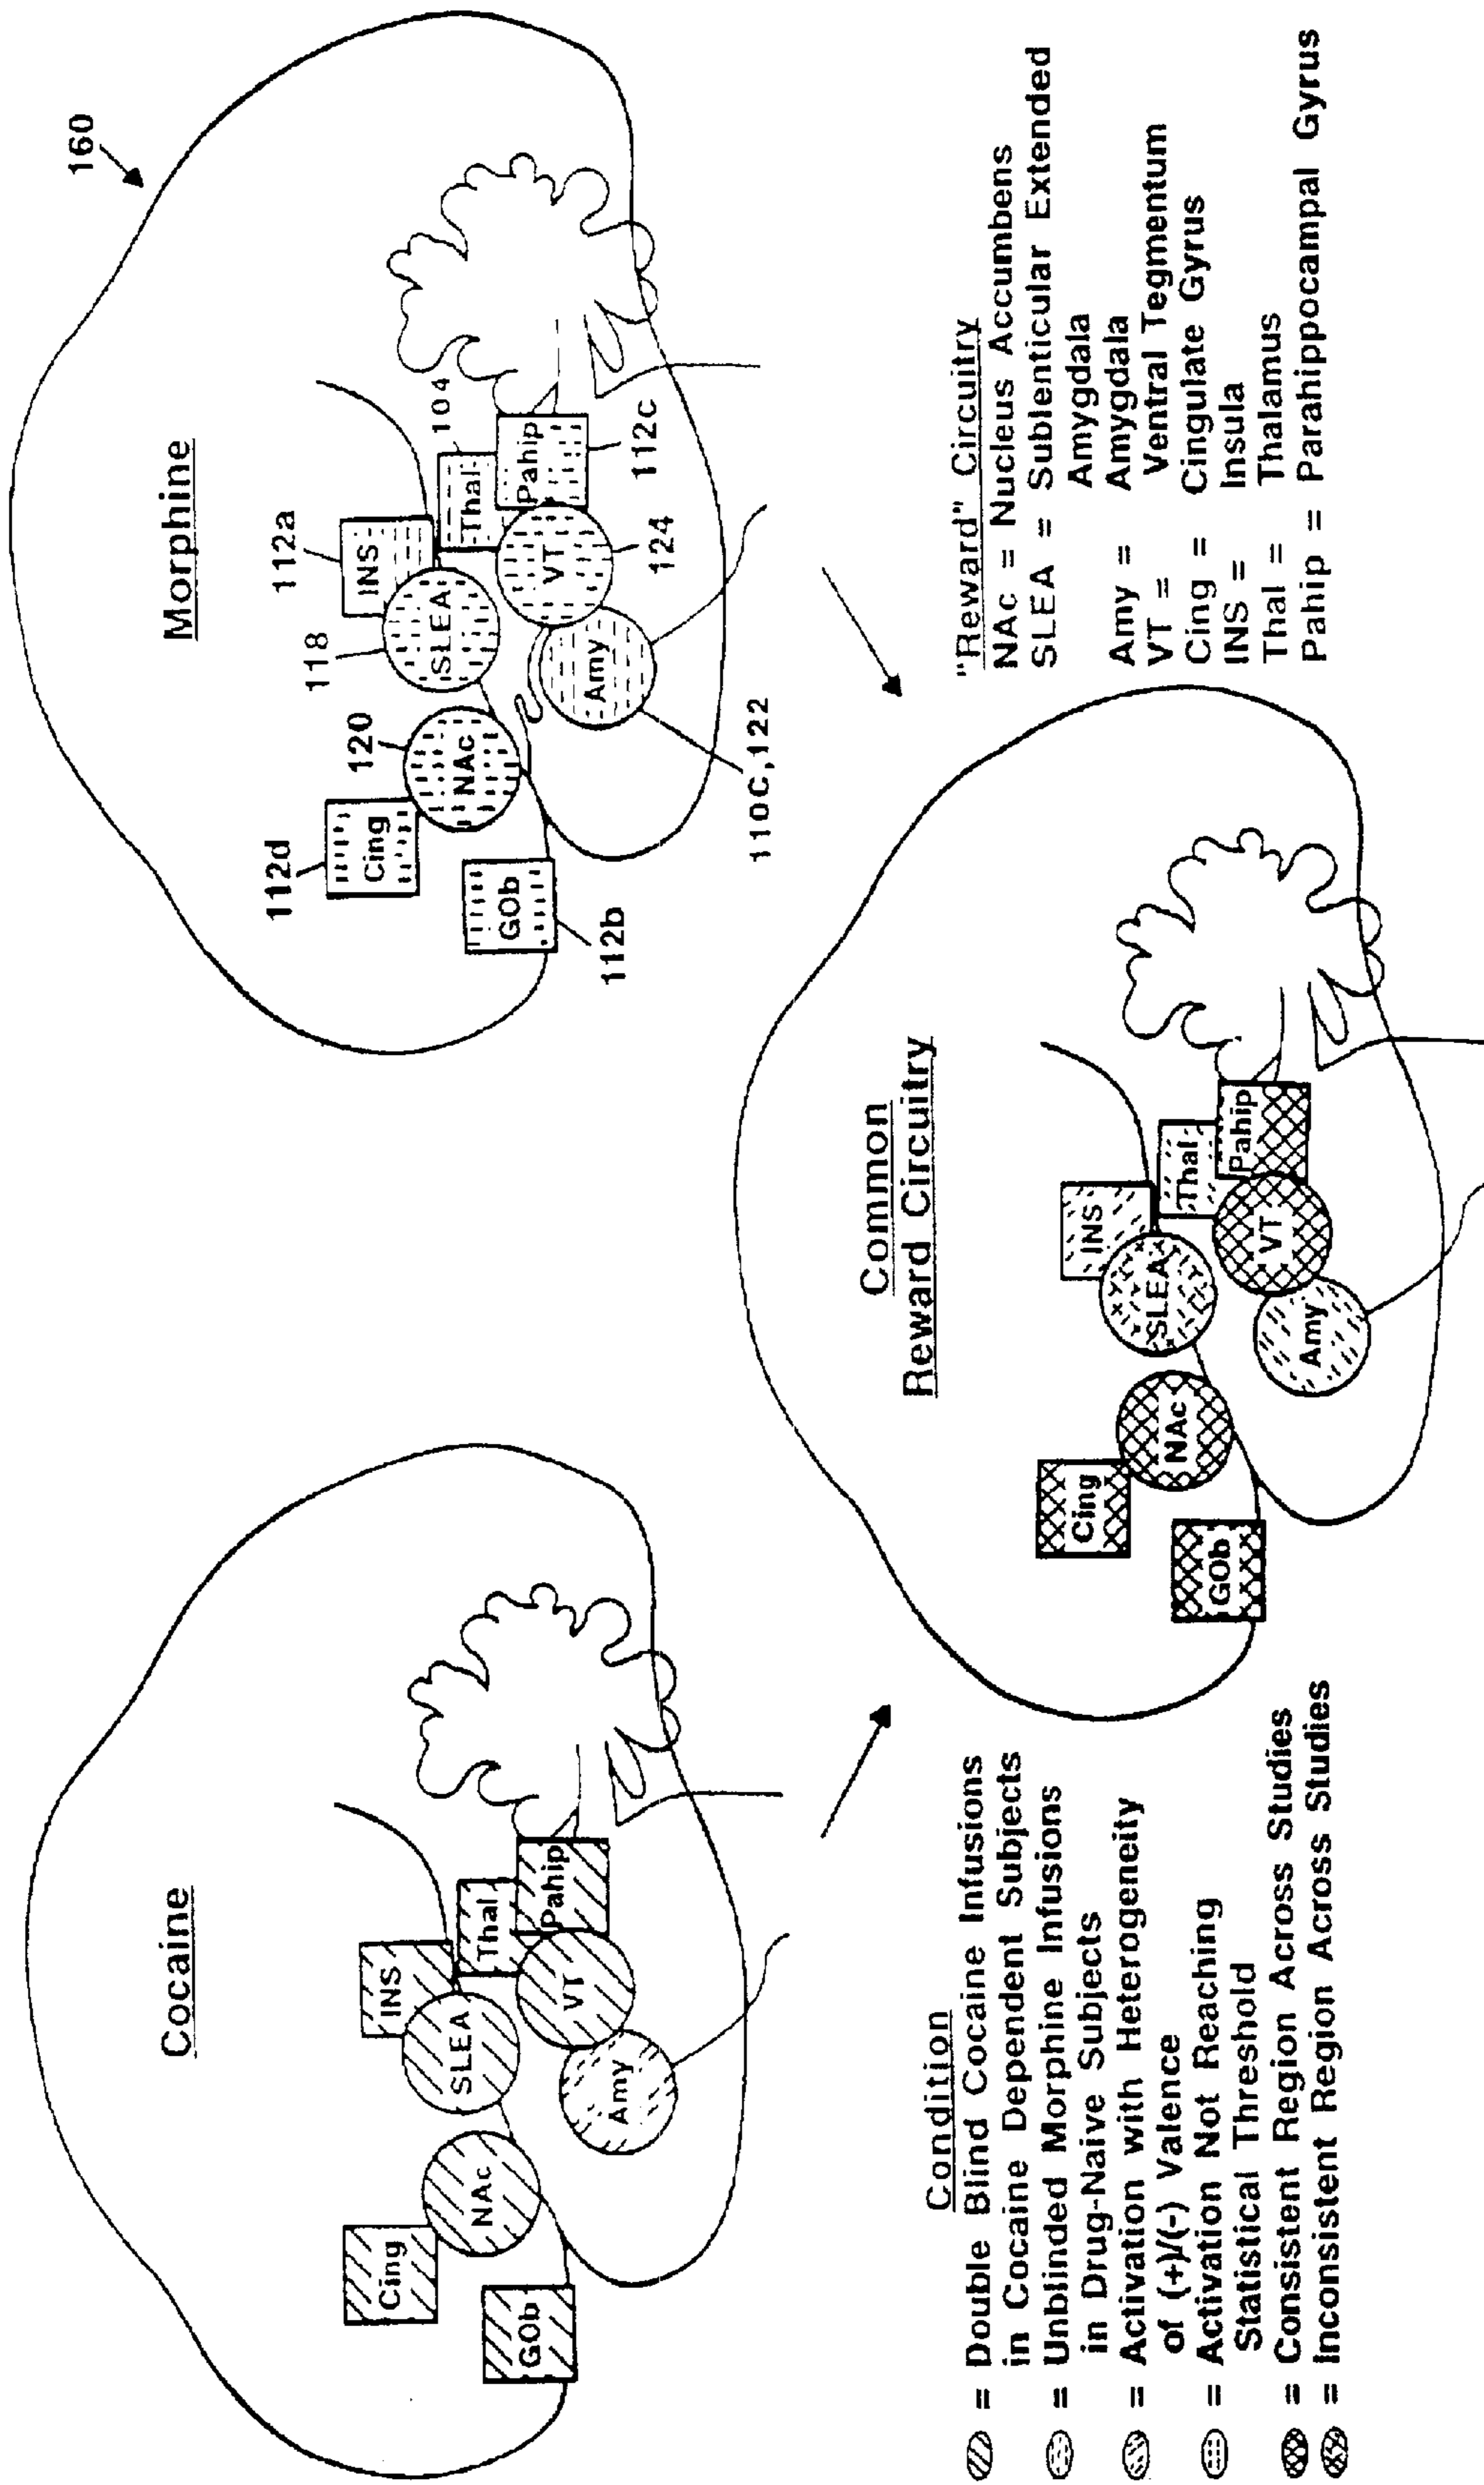 Cocaine
Cing
NAc
GOb
SLEA
INS
Thal
Amy
VT
Pahip
Morphine
160
112d
Cing
120
NAc
118
SLEA
112a
INS
104
Thal
GOb
112b
Amy
110C,122
VT
124
Pahip
112c
Common
Reward Circuitry
Cing
NAc
GOb
SLEA
INS
Thal
Amy
VT
Pahip
Condition
= Double Blind Cocaine Infusions
in Cocaine Dependent Subjects
= Unblinded Morphine Infusions
in Drug-Naive Subjects
= Activation with Heterogeneity
of (+)/(-) Valence
= Activation Not Reaching
Statistical Threshold
= Consistent Region Across Studies
= Inconsistent Region Across Studies
"Reward" Circuitry
NAc = Nucleus Accumbens
SLEA = Sublenticular Extended
Amygdala
Amy = Amygdala
VT = Ventral Tegmentum
Cing = Cingulate Gyrus
INS = Insula
Thal = Thalamus
Pahip = Parahippocampal Gyrus